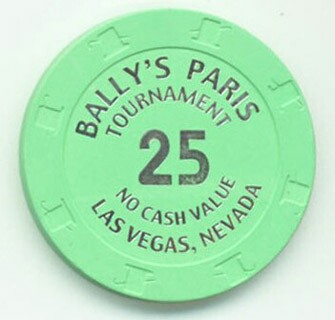 BALLY'S PARIS
TOURNAMENT
25
NO CASH VALUE
LAS VEGAS, NEVADA